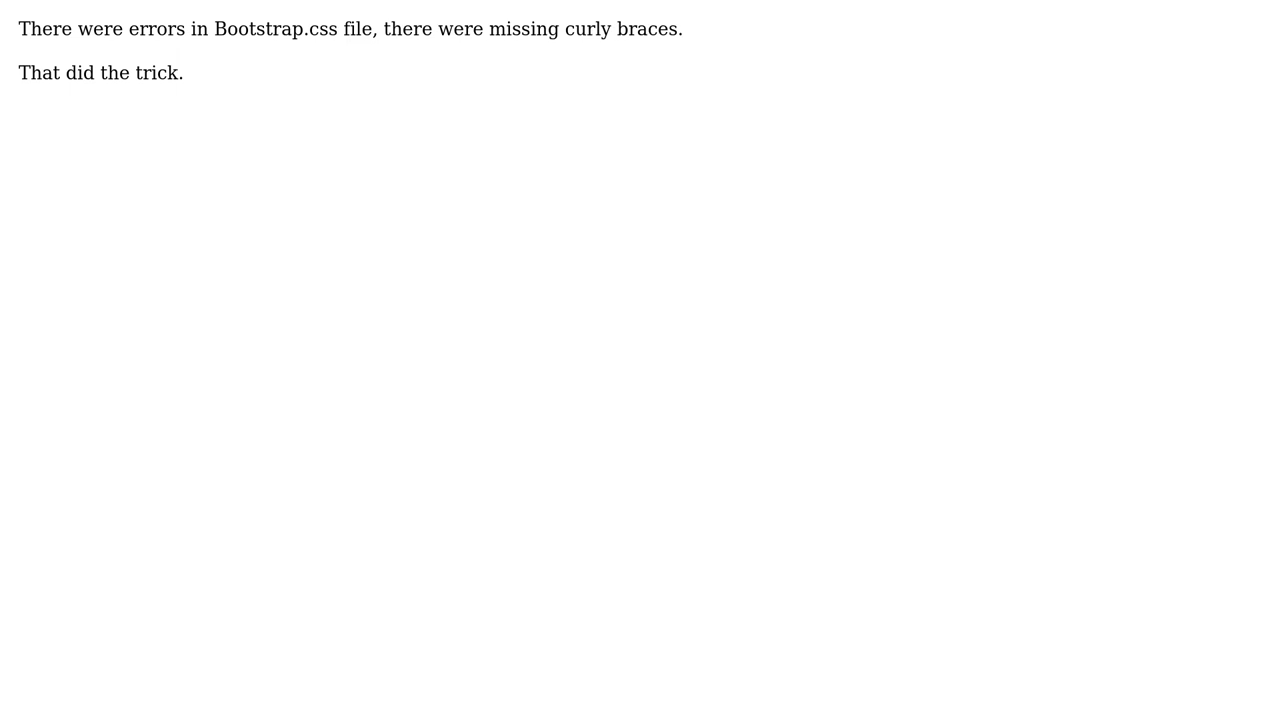 There were errors in Bootstrap.css file, there were missing curly braces.
That did the trick.